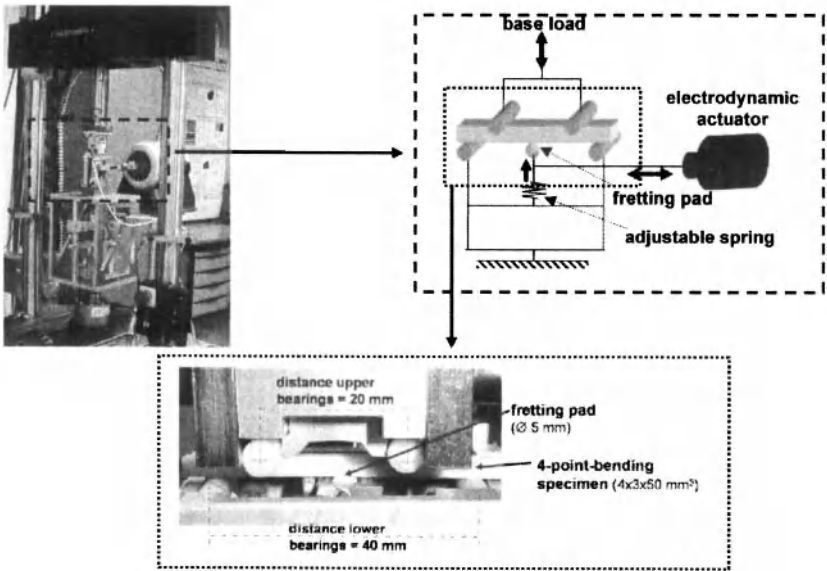 base load
electrodynamic
actuator
fretting pad
adjustable spring
distance upper
bearings = 20 mm
fretting pad
(Ø 5 mm)
4-point-bending
specimen (4x3x50 mm³)
distance lower
bearings = 40 mm